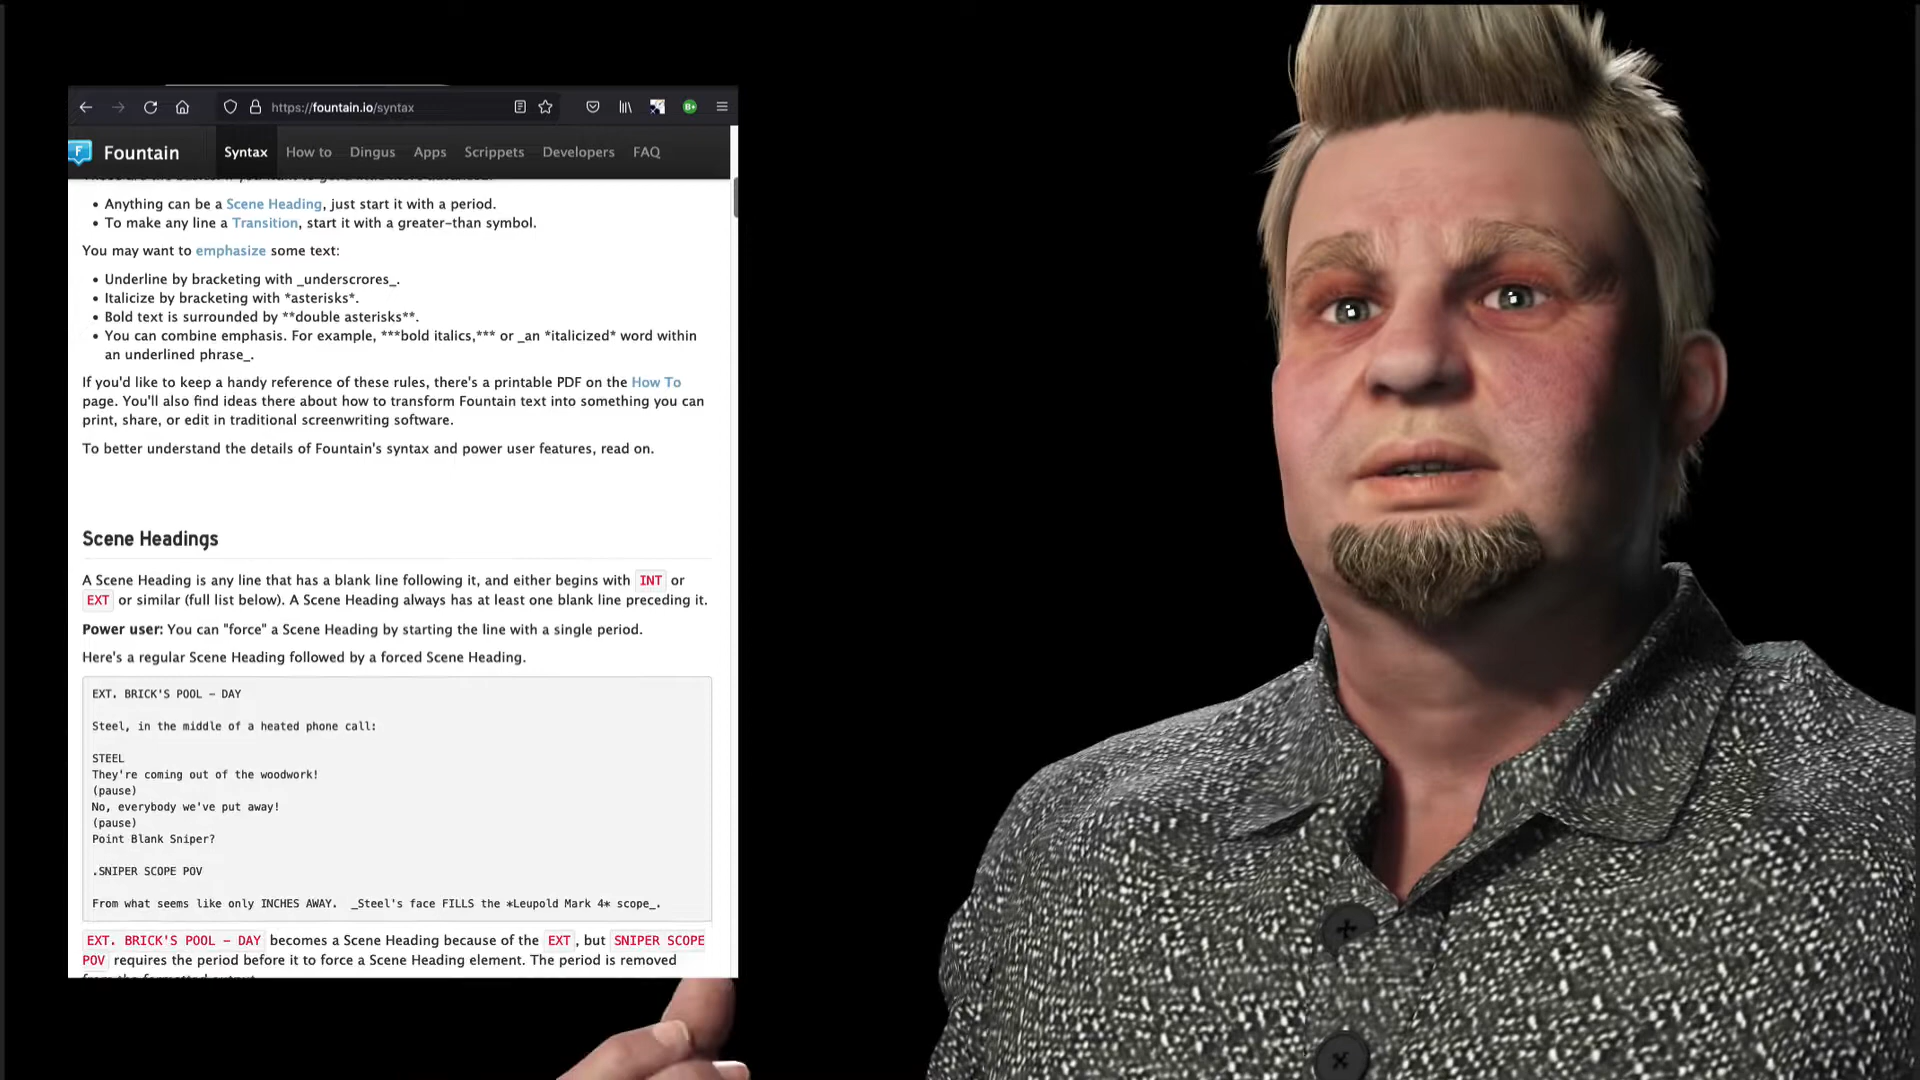 https://fountain.io/syntax
Fountain Syntax How to Dingus Apps Scrippets Developers FAQ
Anything can be a Scene Heading, just start it with a period.
To make any line a Transition, start it with a greater-than symbol.
You may want to emphasize some text:
Underline by bracketing with _underscrores_.
Italicize by bracketing with *asterisks*.
Bold text is surrounded by **double asterisks**.
You can combine emphasis. For example, ***bold italics,*** or _an *italicized* word within
an underlined phrase_.
If you'd like to keep a handy reference of these rules, there's a printable PDF on the How To
page. You'll also find ideas there about how to transform Fountain text into something you can
print, share, or edit in traditional screenwriting software.
To better understand the details of Fountain's syntax and power user features, read on.
Scene Headings
A Scene Heading is any line that has a blank line following it, and either begins with INT or
EXT or similar (full list below). A Scene Heading always has at least one blank line preceding it.
Power user: You can "force" a Scene Heading by starting the line with a single period.
Here's a regular Scene Heading followed by a forced Scene Heading.
EXT. BRICK'S POOL - DAY
Steel, in the middle of a heated phone call:
STEEL
They're coming out of the woodwork!
(pause)
No, everybody we've put away!
(pause)
Point Blank Sniper?
.SNIPER SCOPE POV
From what seems like only INCHES AWAY. _Steel's face FILLS the *Leupold Mark 4* scope_.
EXT. BRICK'S POOL - DAY becomes a Scene Heading because of the EXT, but SNIPER SCOPE
POV requires the period before it to force a Scene Heading element. The period is removed